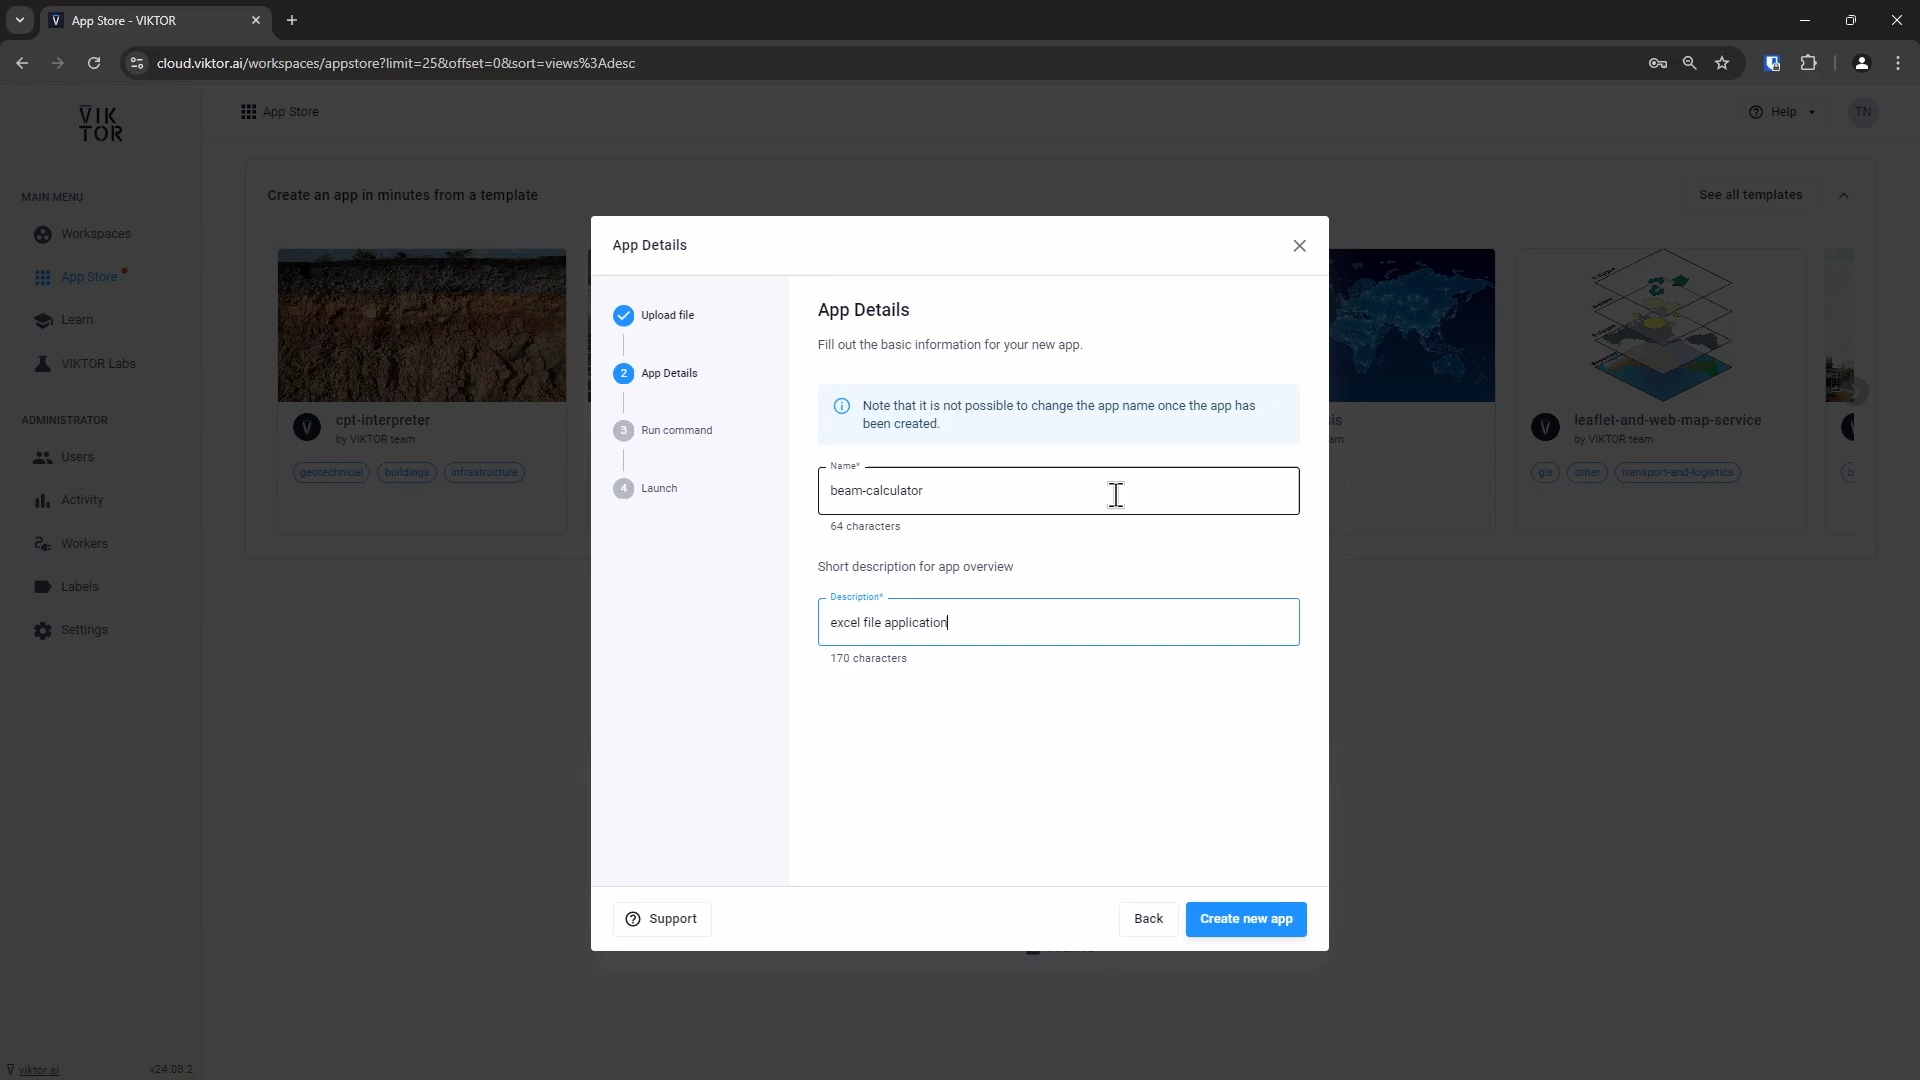 App Store - VIKTOR
cloud.viktor.ai/workspaces/appstore?limit=25&offset=0&sort=views%3Adesc
VIK
TOR
App Store
Help
TN
MAIN MENU
Workspaces
App Store
Learn
VIKTOR Labs
ADMINISTRATOR
Users
Activity
Workers
Labels
Settings
viktor.ai
v24.08.2
Create an app in minutes from a template
See all templates
cpt-interpreter
by VIKTOR team
geotechnical
buildings
infrastructure
leaflet-and-web-map-service
by VIKTOR team
gis
other
transport-and-logistics
App Details
Upload file
2
App Details
3
Run command
4
Launch
App Details
Fill out the basic information for your new app.
Note that it is not possible to change the app name once the app has
been created.
Name*
beam-calculator
64 characters
Short description for app overview
Description*
excel file application
170 characters
Support
Back
Create new app